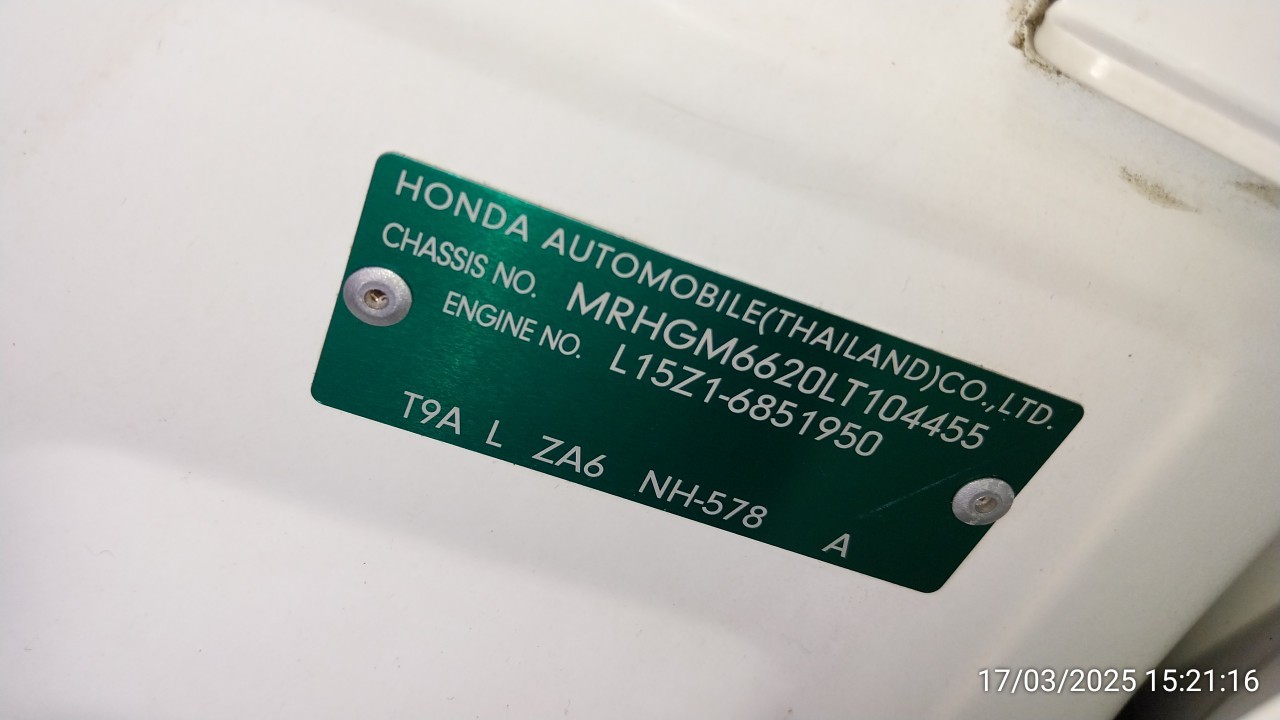 HONDA AUTOMOBILE(THAILAND)CO.,LTD.
CHASSIS NO. MRHGM6620LT104455
ENGINE NO. L15Z1-6851950
T9A L ZA6 NH-578 A
17/03/2025 15:21:16